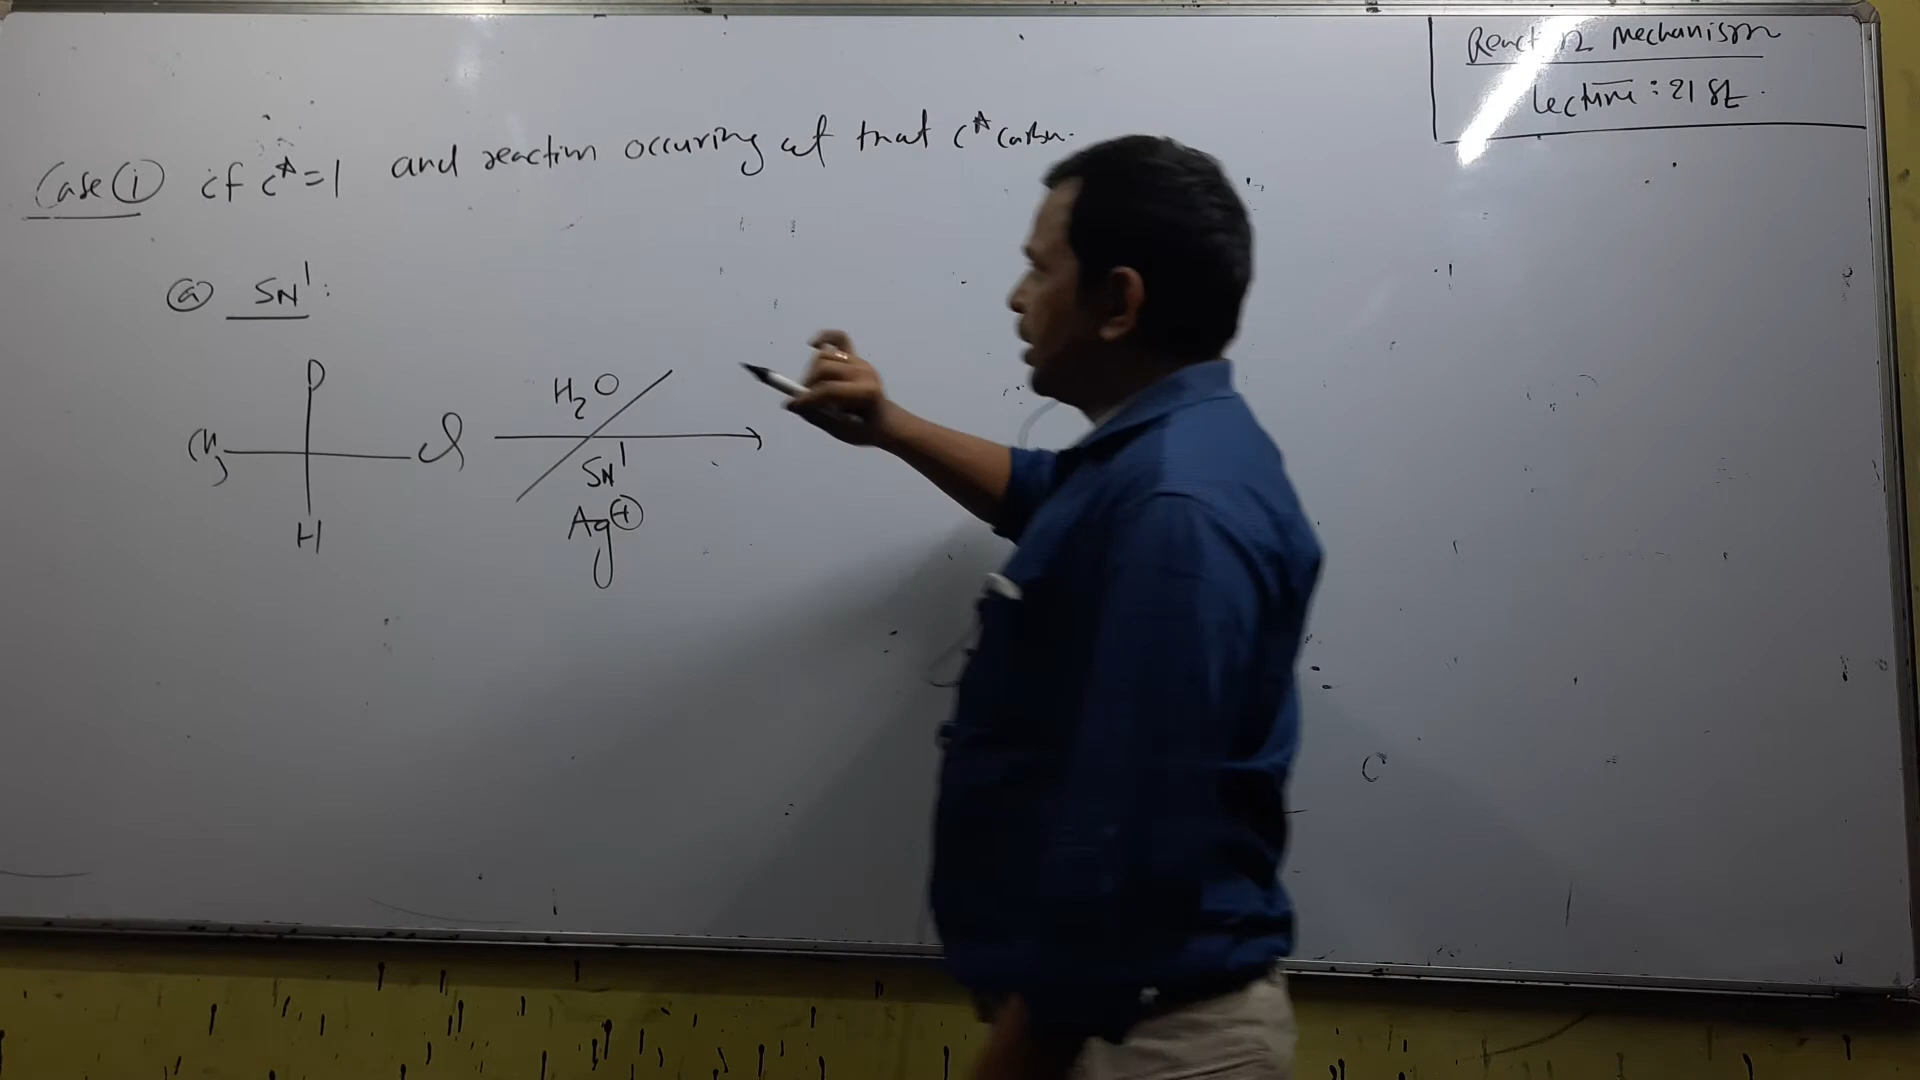 Reaction mechanism
Lecture : 21 st.
Case (i) if C*=1 and reaction occuring at that C* carbon.
(a) SN1:
D
CH3 Cl
H
H2O
SN1
Ag+